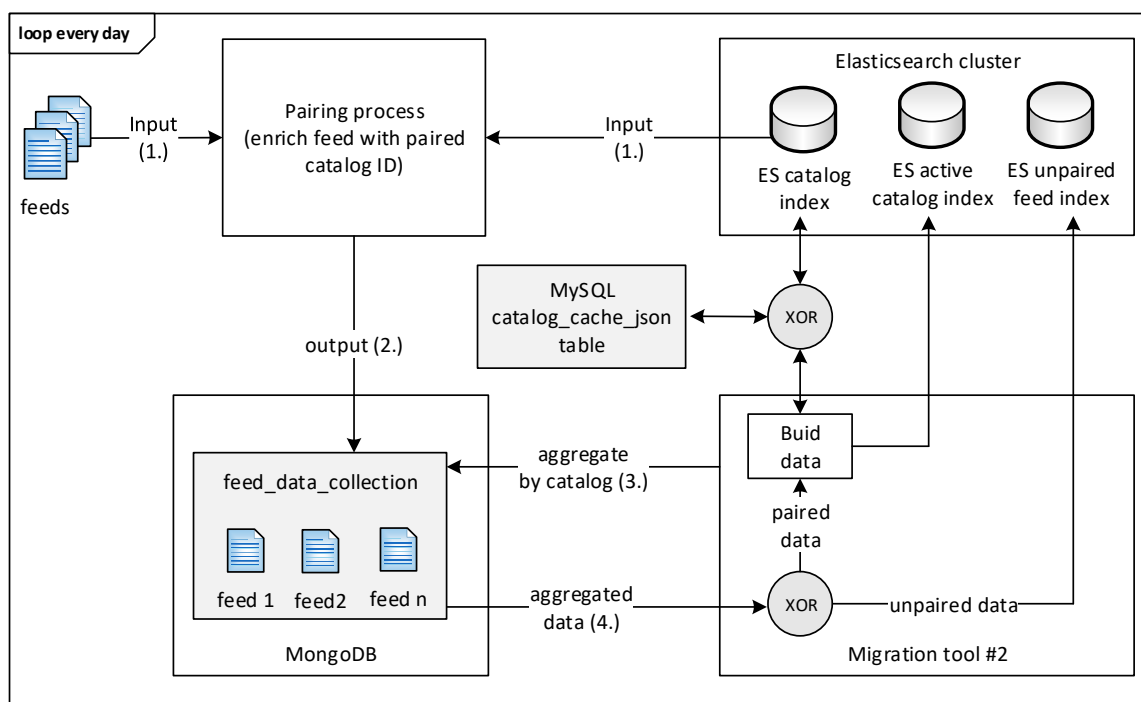 loop every day
feeds
Input
(1.)
Pairing process
(enrich feed with paired
catalog ID)
Input
(1.)
Elasticsearch cluster
ES catalog
index
ES active
catalog index
ES unpaired
feed index
MySQL
catalog_cache_json
table
XOR
output (2.)
feed_data_collection
feed 1
feed2
feed n
MongoDB
aggregate
by catalog (3.)
aggregated
data (4.)
Buid
data
paired
data
XOR
unpaired data
Migration tool #2